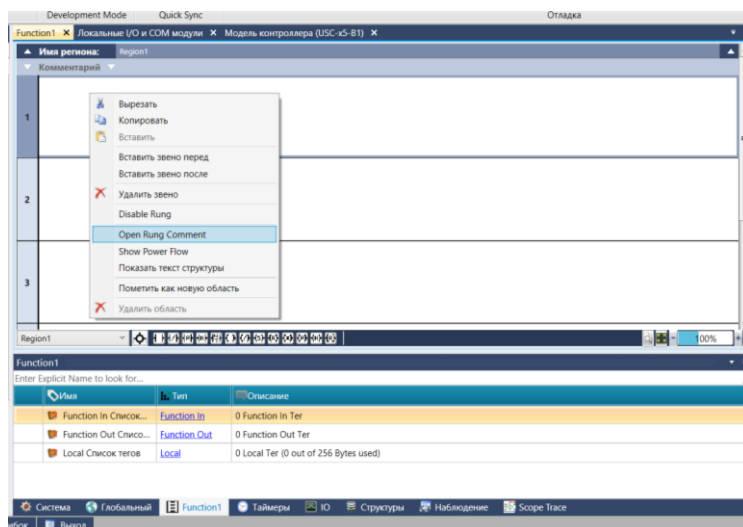 Development Mode Quick Sync Отладка
Function1 X Локальные I/O и COM модули X Модель контроллера (USC-x5-B1) X
Имя региона: Region1
Комментарий
1
Вырезать
Копировать
Вставить
Вставить звено перед
Вставить звено после
2
Удалить звено
Disable Rung
Open Rung Comment
Show Power Flow
Показать текст структуры
3
Пометить как новую область
Удалить область
Region1 100%
Function1
Enter Explicit Name to look for...
Имя Тип Описание
Function In Список... Function In 0 Function In Ter
Function Out Списо... Function Out 0 Function Out Ter
Local Список тегов Local 0 Local Ter (0 out of 256 Bytes used)
Система Глобальный Function1 Таймеры IO Структуры Наблюдение Scope Trace
Выход